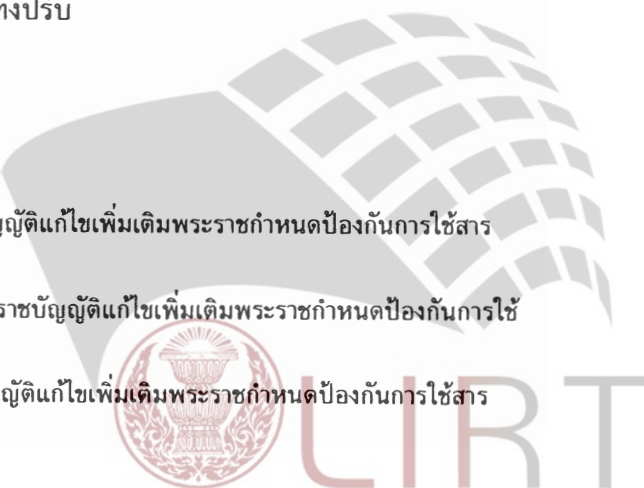 ทั้งปรับ
ญัติแก้ไขเพิ่มเติมพระราชกำหนดป้องกันการใช้สาร
ราชบัญญัติแก้ไขเพิ่มเติมพระราชกำหนดป้องกันการใช้
ญัติแก้ไขเพิ่มเติมพระราชกำหนดป้องกันการใช้สาร
LIRT